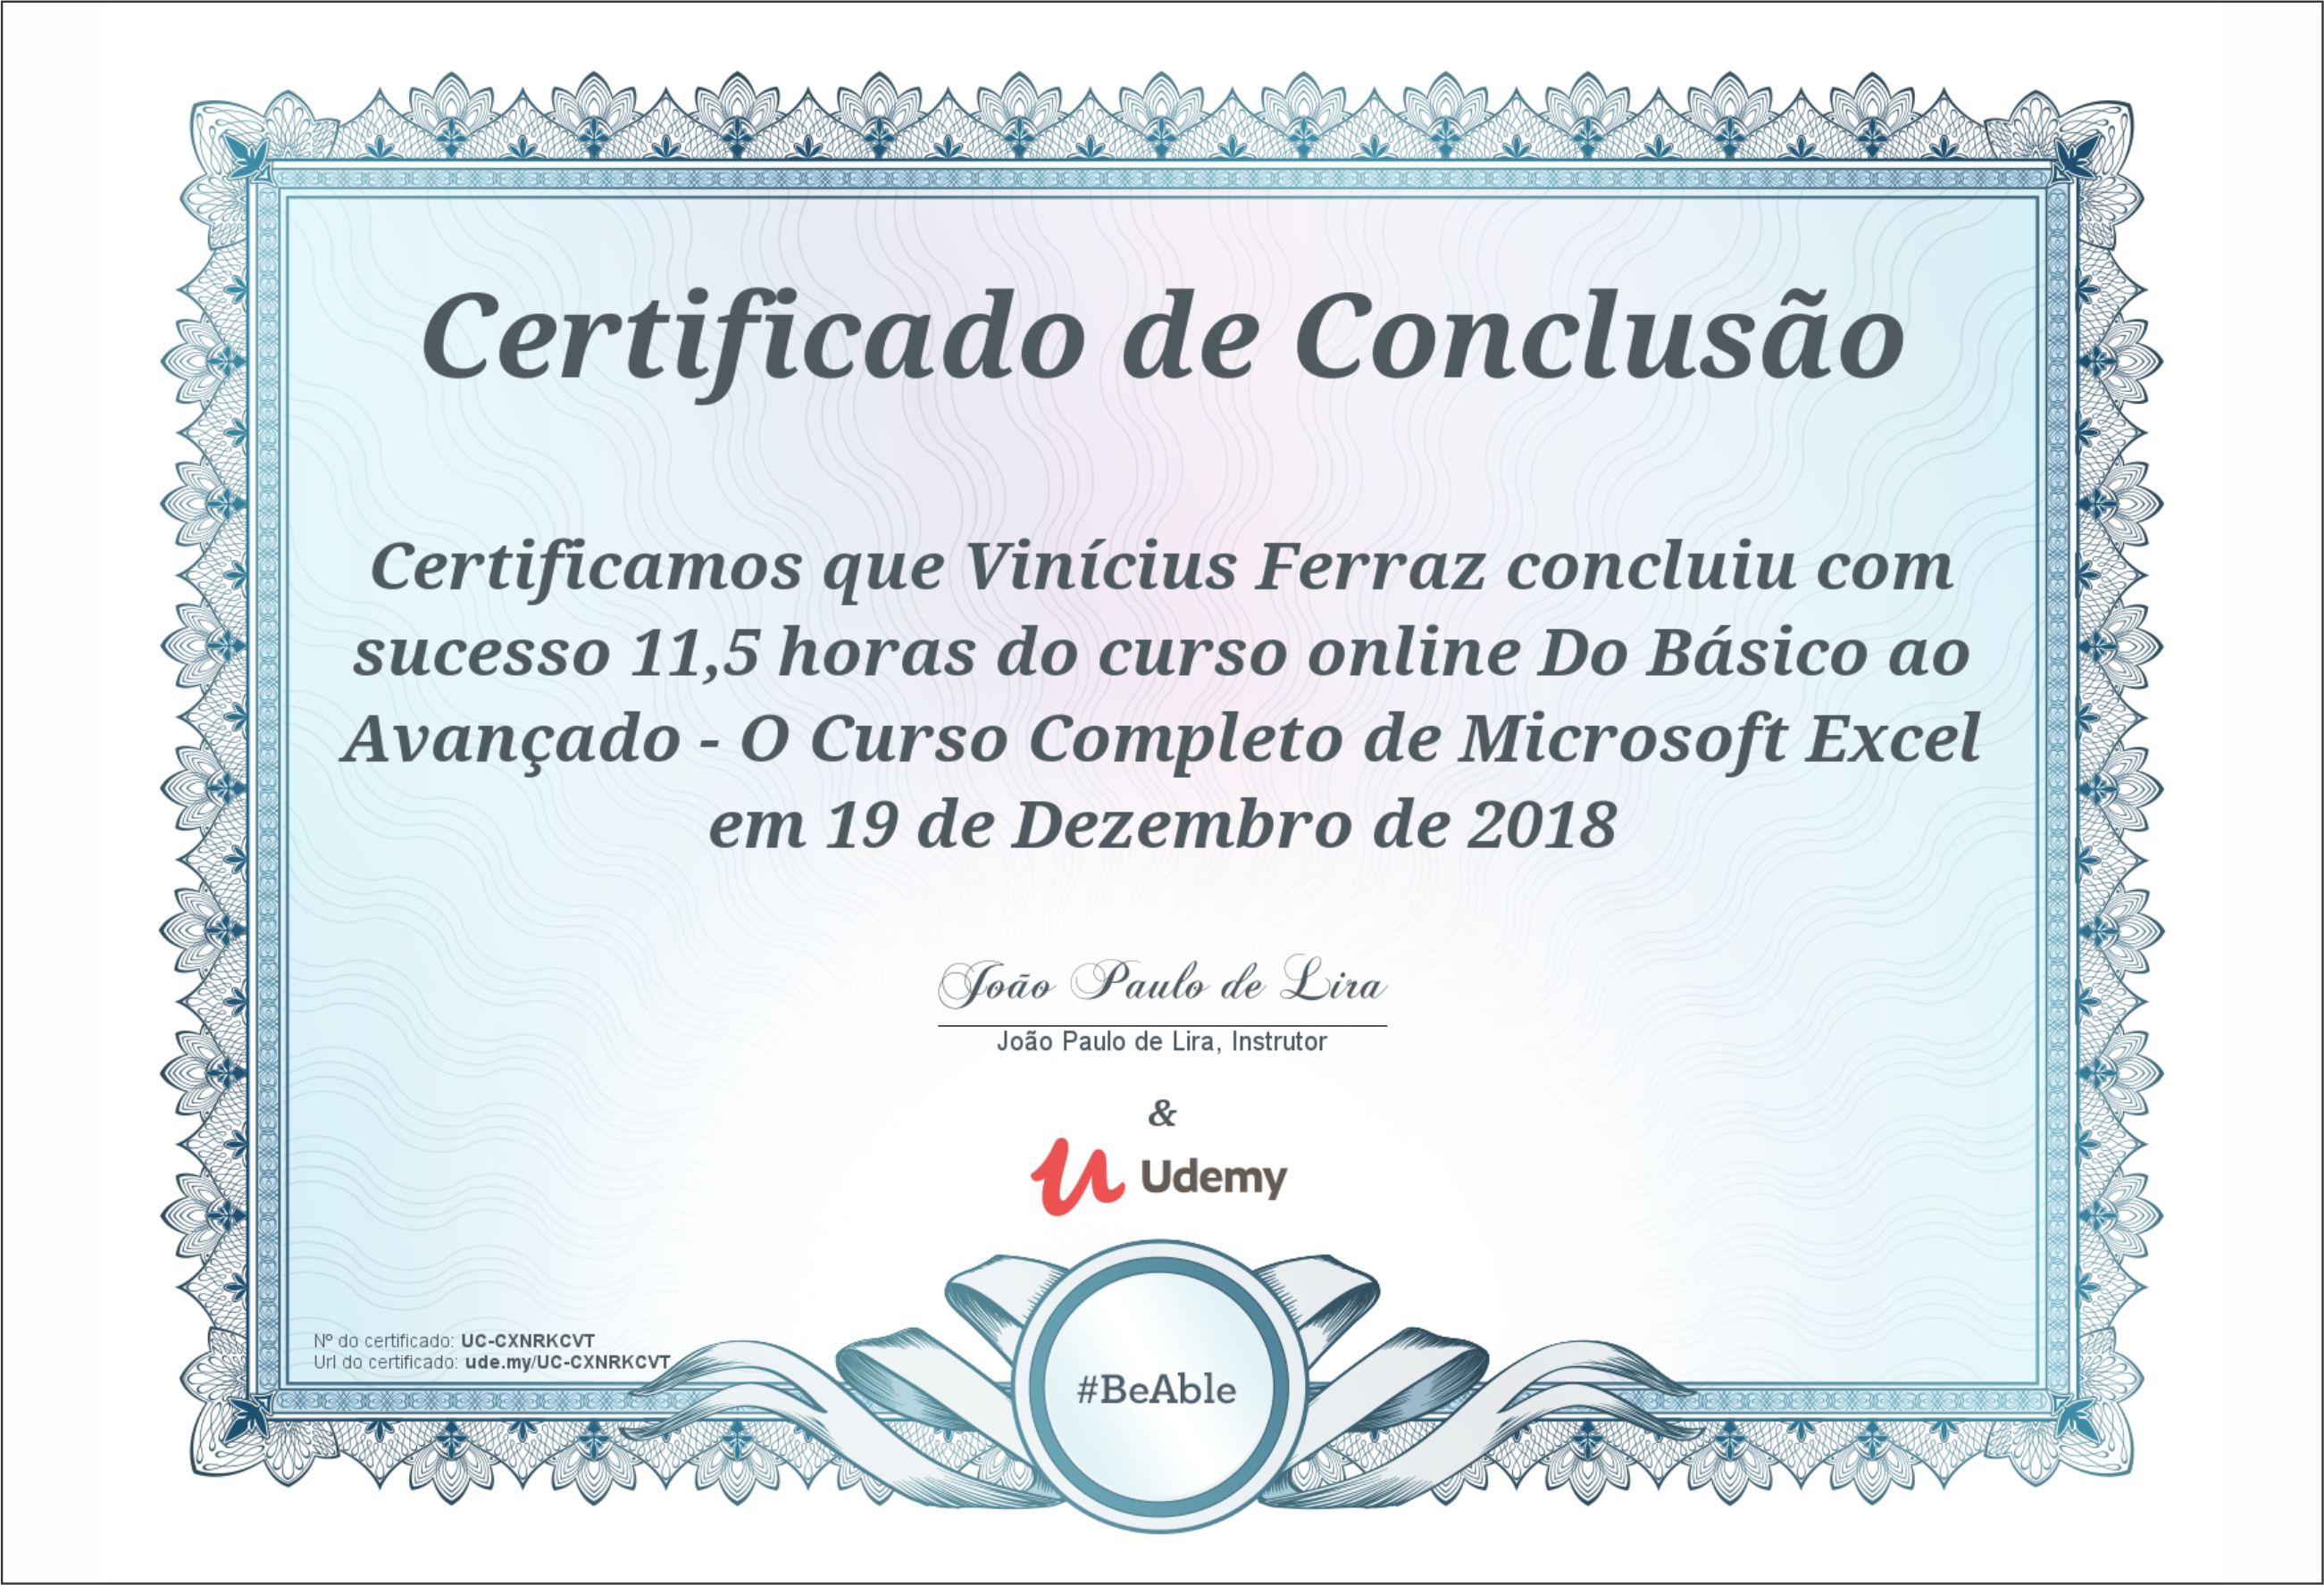 Certificado de Conclusão
Certificamos que Vinícius Ferraz concluiu com
sucesso 11,5 horas do curso online Do Básico ao
Avançado - O Curso Completo de Microsoft Excel
em 19 de Dezembro de 2018
João Paulo de Lira
João Paulo de Lira, Instrutor
&
Udemy
Nº do certificado: UC-CXNRKCVT
Url do certificado: ude.my/UC-CXNRKCVT
#BeAble